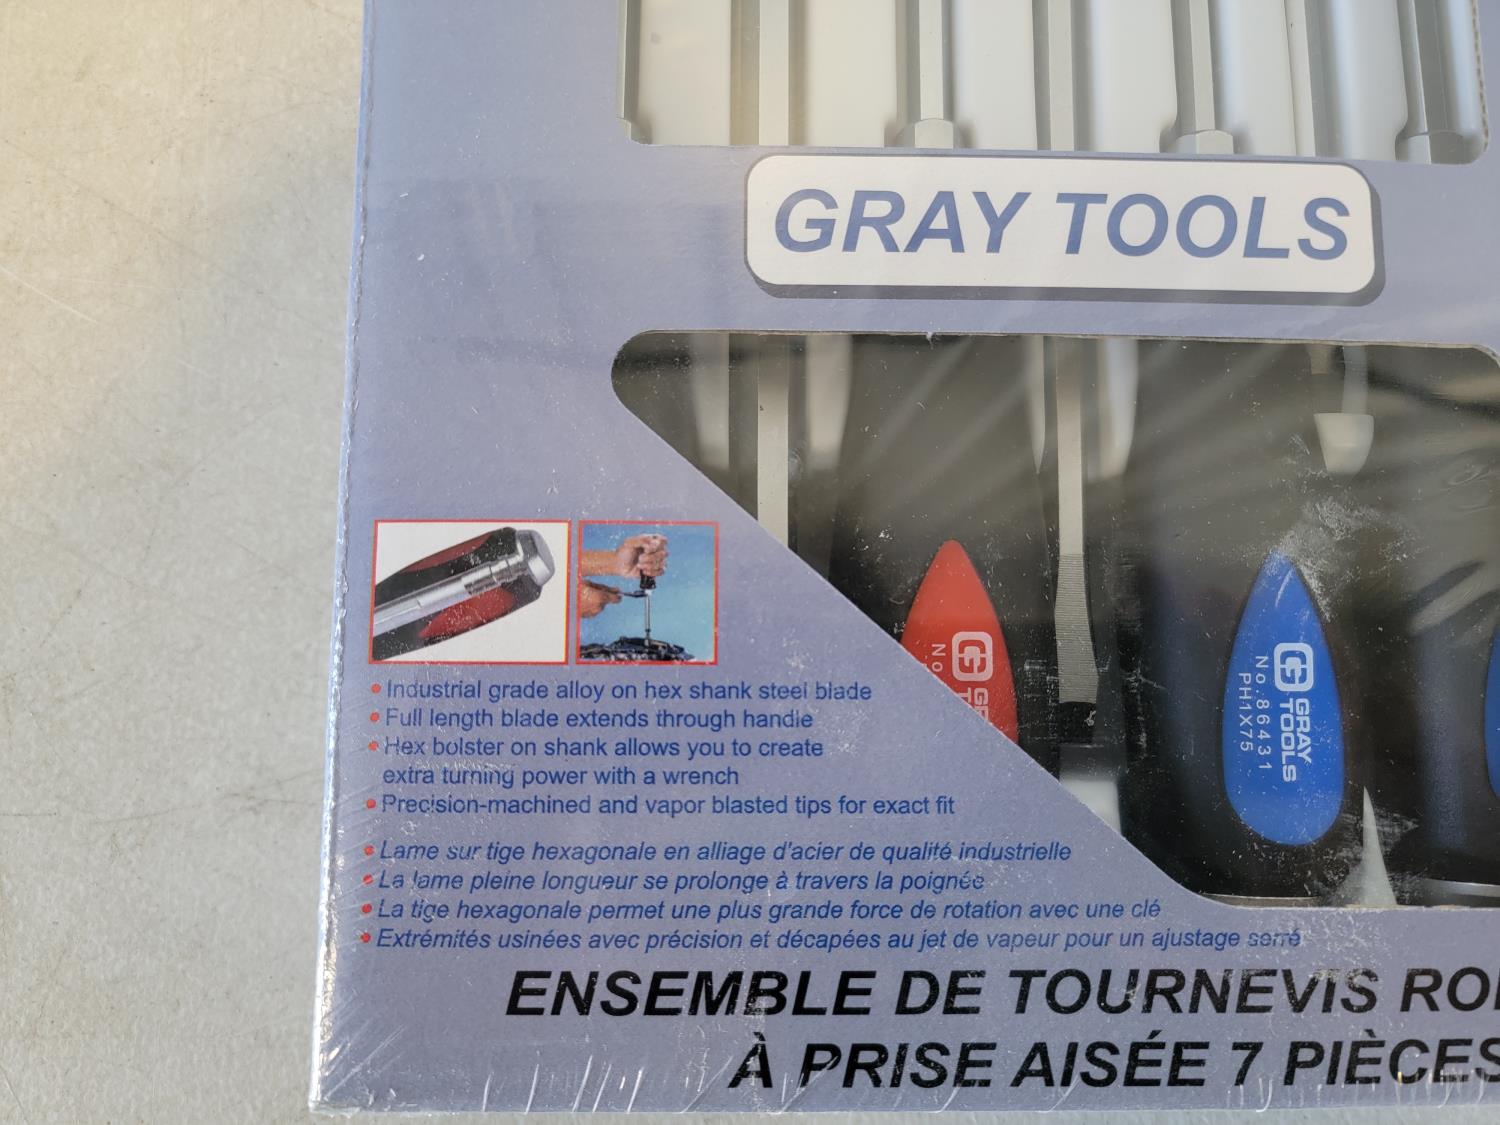 GRAY TOOLS
No
GRAY
TOOLS
No.86431
PH1X75
• Industrial grade alloy on hex shank steel blade
• Full length blade extends through handle
• Hex bolster on shank allows you to create
extra turning power with a wrench
• Precision-machined and vapor blasted tips for exact fit
• Lame sur tige hexagonale en alliage d'acier de qualité industrielle
• La lame pleine longueur se prolonge à travers la poignée
• La tige hexagonale permet une plus grande force de rotation avec une clé
• Extrémités usinées avec précision et décapées au jet de vapeur pour un ajustage serré
ENSEMBLE DE TOURNEVIS
À PRISE AISÉE 7 PIÈCES